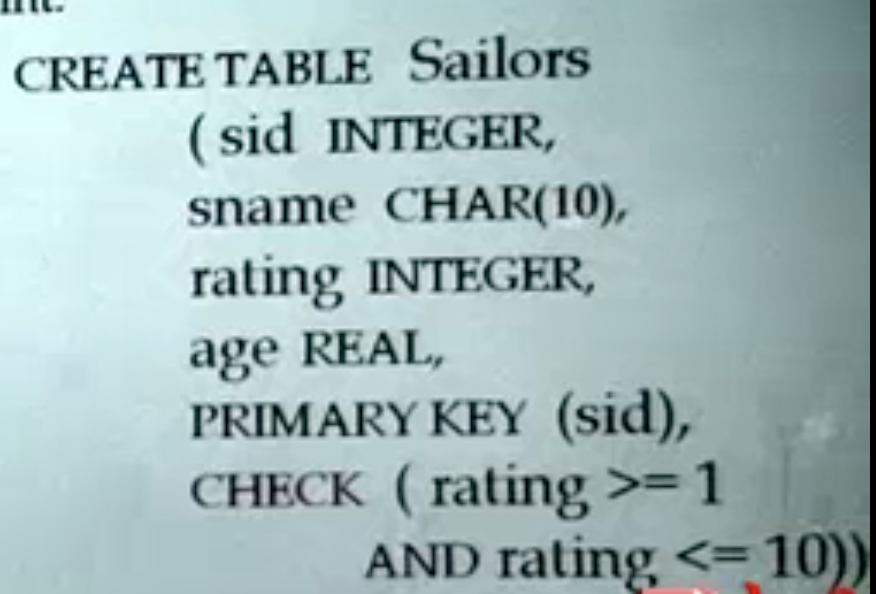 CREATE TABLE Sailors
( sid INTEGER,
sname CHAR(10),
rating INTEGER,
age REAL,
PRIMARY KEY (sid),
CHECK ( rating >= 1
AND rating <= 10))